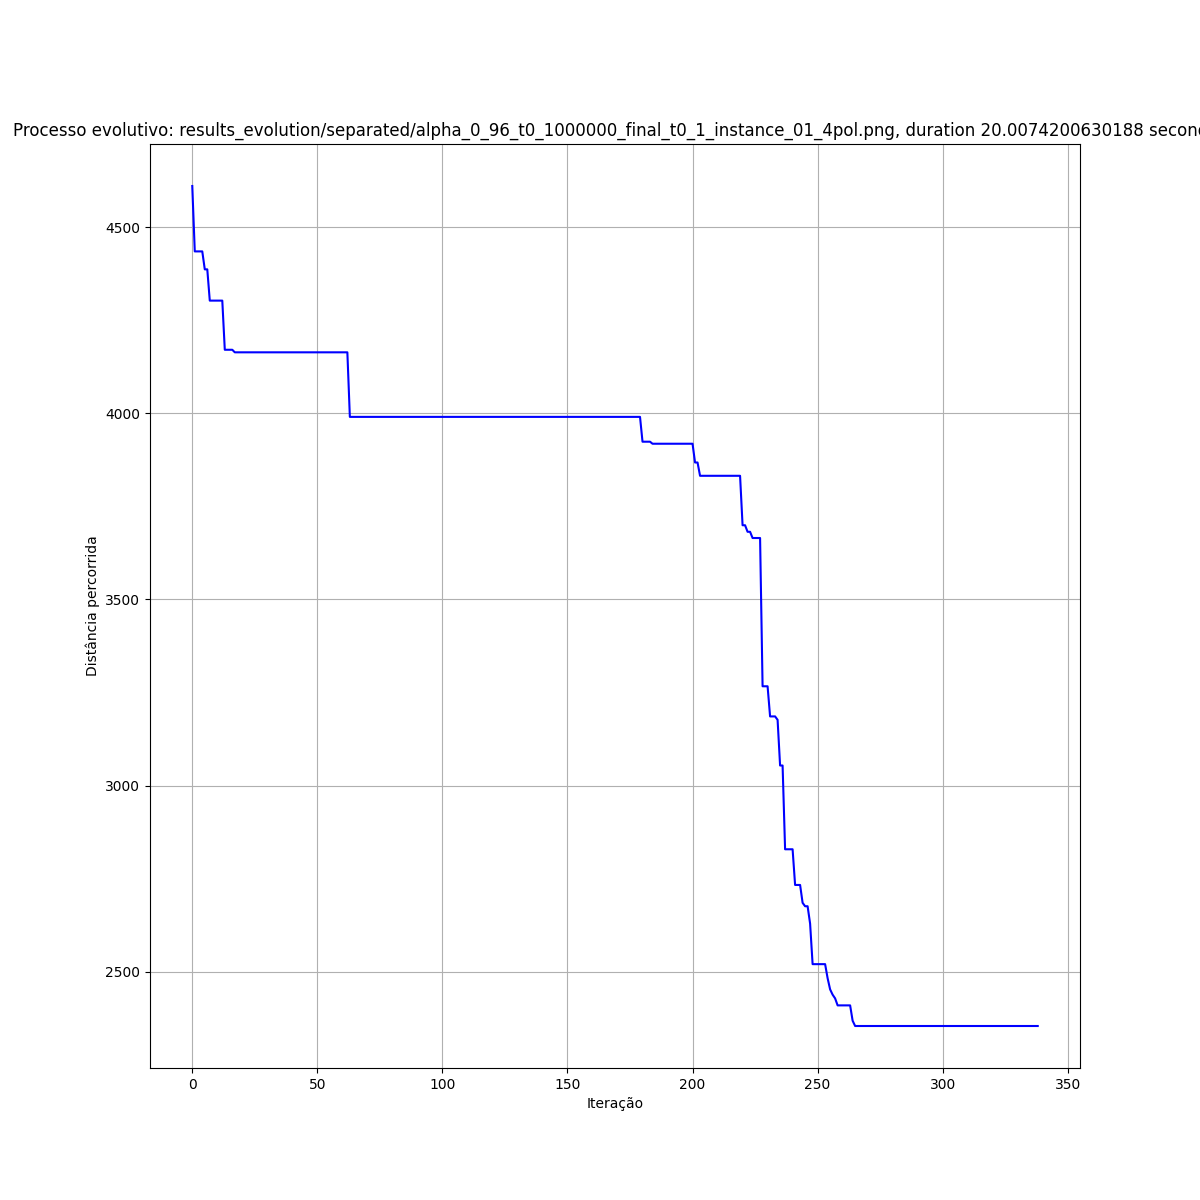 Processo evolutivo: results_evolution/separated/alpha_0_96_t0_1000000_final_t0_1_instance_01_4pol.png, duration 20.0074200630188
4500
4000
3500
3000
2500
Distância percorrida
0 50 100 150 200 250 300 350
Iteração